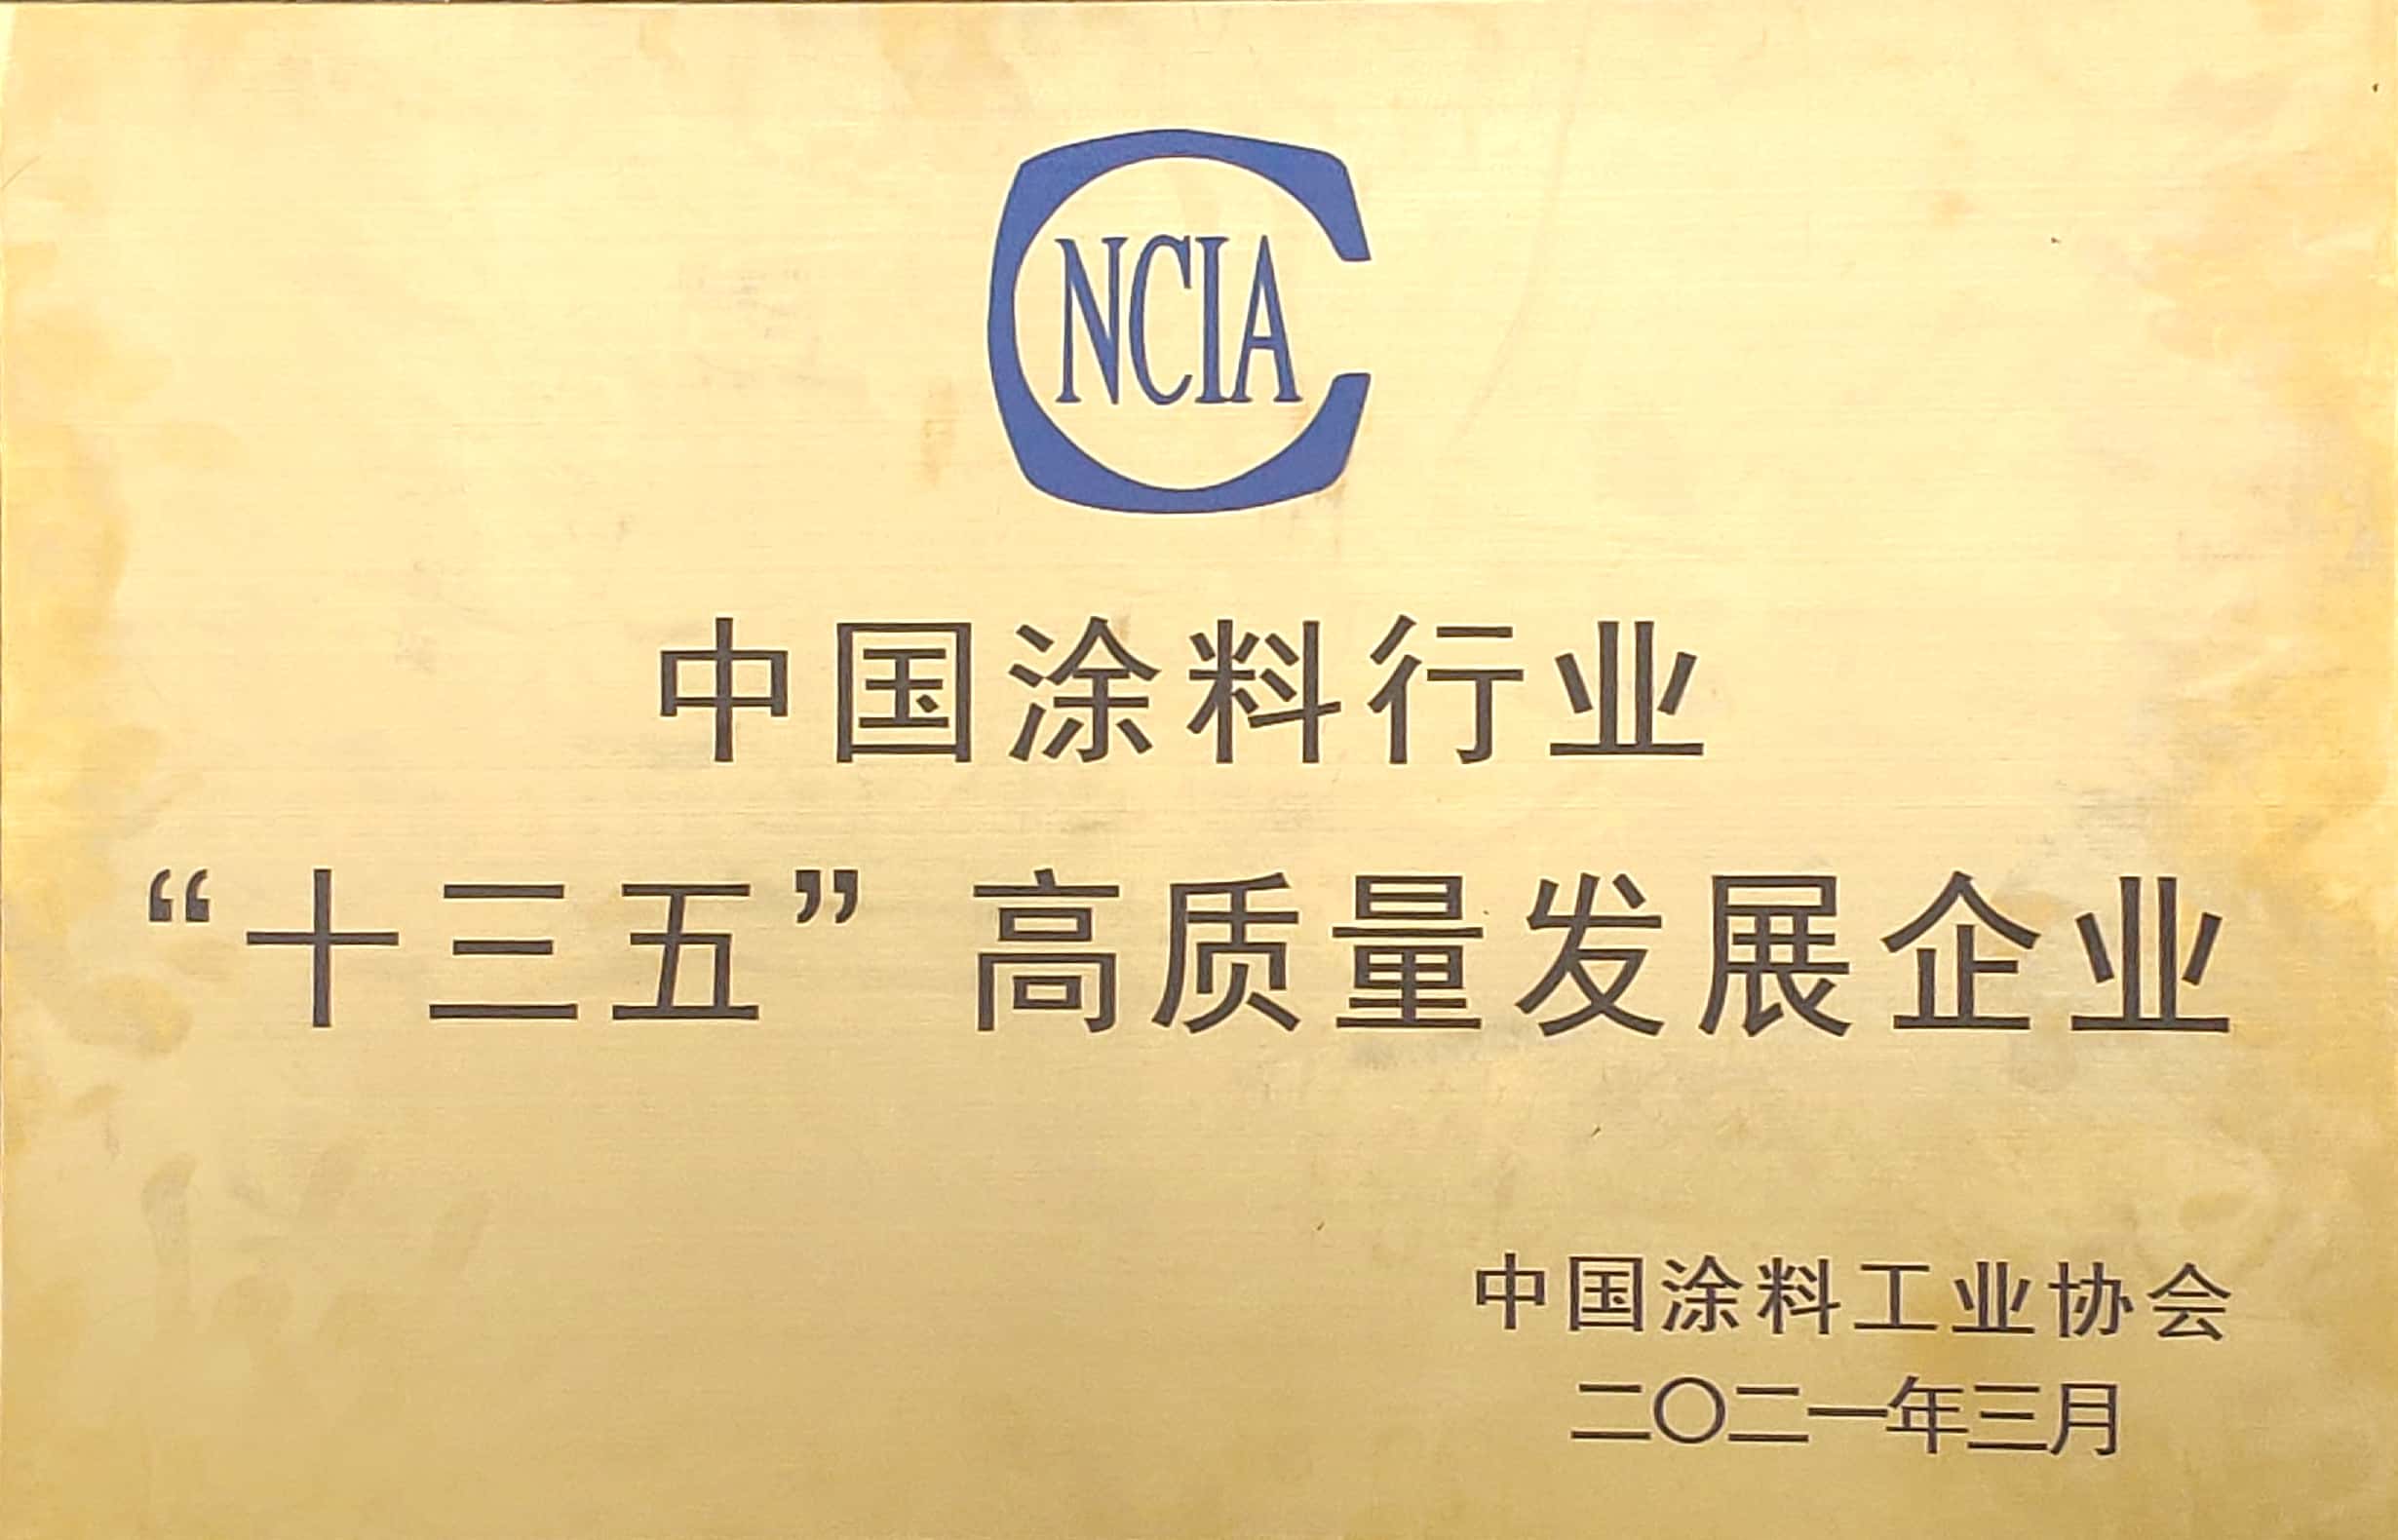 NCIA
中国涂料行业
“十三五”高质量发展企业
中国涂料工业协会
二〇二一年三月